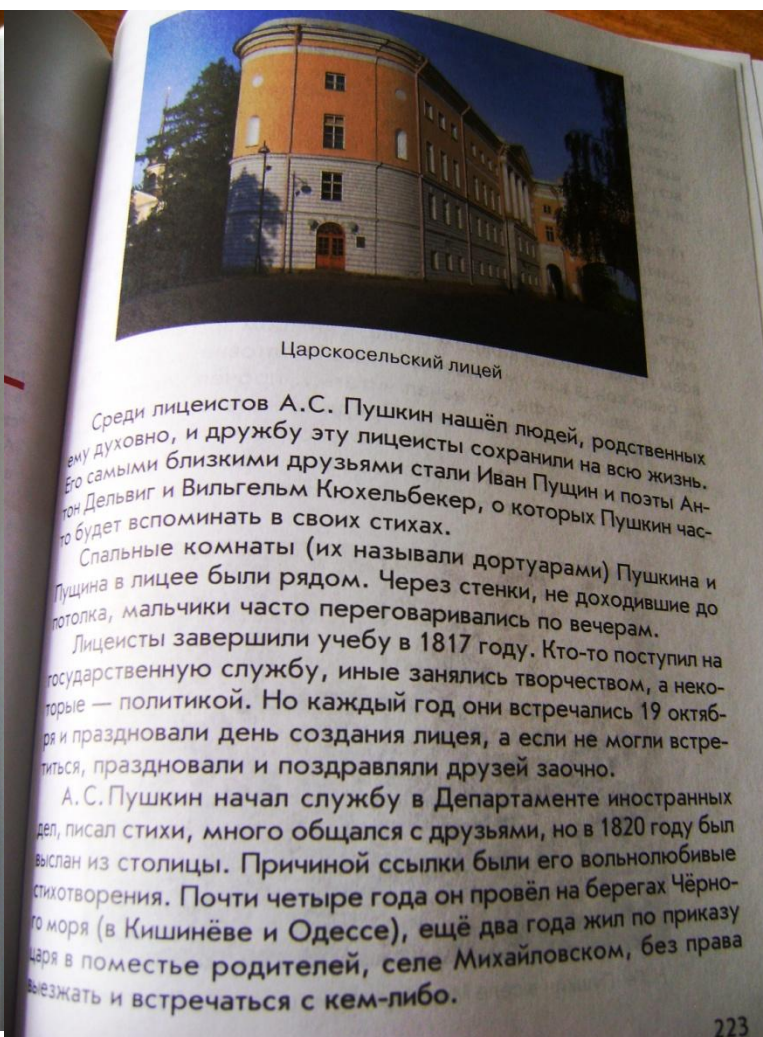 Царскосельский лицей
Среди лицеистов А.С. Пушкин нашёл людей, родственных
ему духовно, и дружбу эту лицеисты сохранили на всю жизнь.
Его самыми близкими друзьями стали Иван Пущин и поэты Ан-
тон Дельвиг и Вильгельм Кюхельбекер, о которых Пушкин час-
то будет вспоминать в своих стихах.
Спальные комнаты (их называли дортуарами) Пушкина и
Пущина в лицее были рядом. Через стенки, не доходившие до
потолка, мальчики часто переговаривались по вечерам.
Лицеисты завершили учебу в 1817 году. Кто-то поступил на
государственную службу, иные занялись творчеством, а неко-
торые — политикой. Но каждый год они встречались 19 октяб-
ря и праздновали день создания лицея, а если не могли встре-
титься, праздновали и поздравляли друзей заочно.
А.С. Пушкин начал службу в Департаменте иностранных
дел, писал стихи, много общался с друзьями, но в 1820 году был
выслан из столицы. Причиной ссылки были его вольнолюбивые
стихотворения. Почти четыре года он провёл на берегах Чёрно-
го моря (в Кишинёве и Одессе), ещё два года жил по приказу
царя в поместье родителей, селе Михайловском, без права
выезжать и встречаться с кем-либо.
223